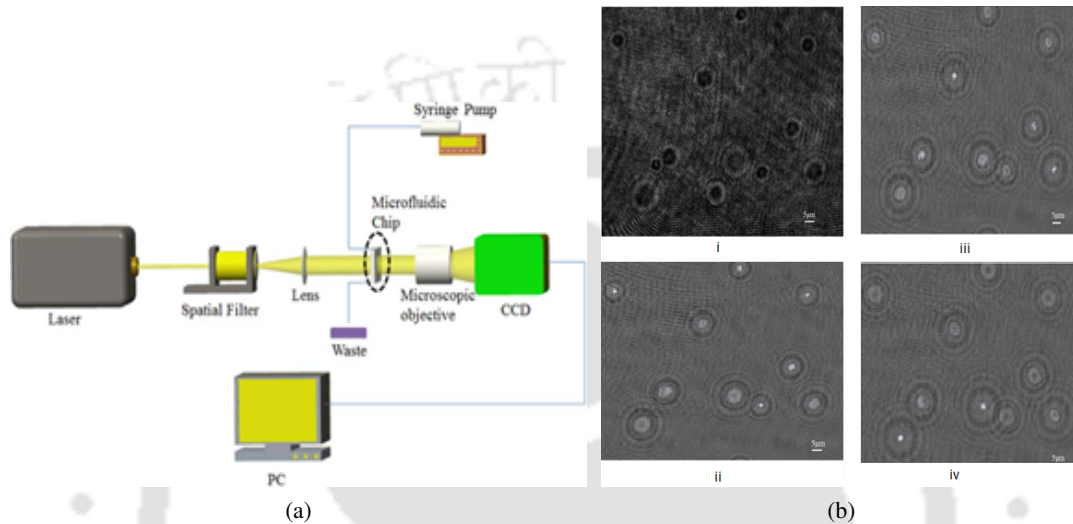 Syringe Pump
Microfluidic
Chip
Laser
Spatial Filter
Lens
Microscopic
objective
CCD
Waste
PC
(a)
5μm
i
5μm
iii
5μm
ii
5μm
iv
(b)